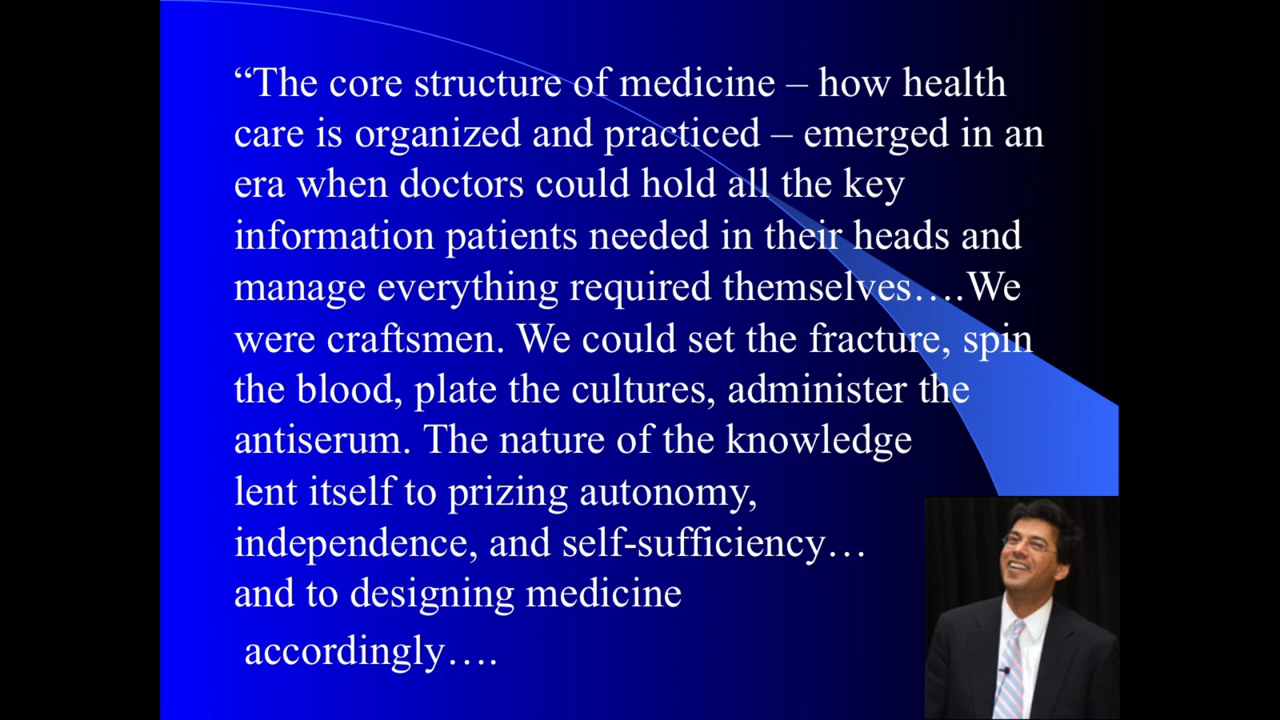 “The core structure of medicine – how health
care is organized and practiced – emerged in an
era when doctors could hold all the key
information patients needed in their heads and
manage everything required themselves….We
were craftsmen. We could set the fracture, spin
the blood, plate the cultures, administer the
antiserum. The nature of the knowledge
lent itself to prizing autonomy,
independence, and self-sufficiency…
and to designing medicine
accordingly….